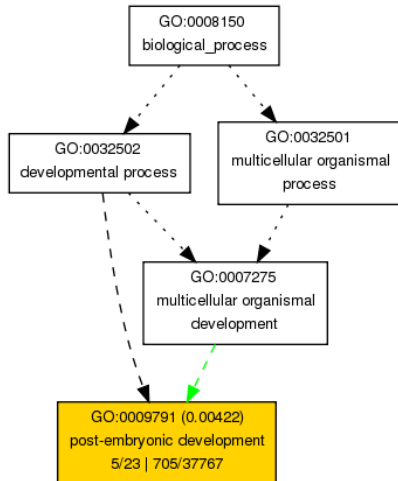 GO:0008150
biological_process
GO:0032502
developmental process
GO:0032501
multicellular organismal
process
GO:0007275
multicellular organismal
development
GO:0009791 (0.00422)
post-embryonic development
5/23 | 705/37767